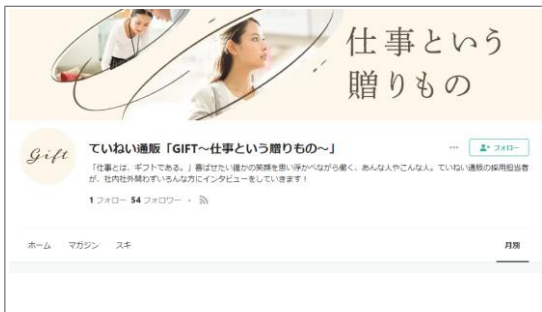 仕事という
贈りもの
Gift
ていねい通販「GIFT～仕事という贈りもの～」
フォロー
「仕事とは、ギフトである。」喜ばせたい誰かの笑顔を思い浮かべながら働く、あんな人やこんな人。ていねい通販の採用担当者
が、社内社外問わずいろんな方にインタビューをしていきます！
1 フォロー 54 フォロワー
ホーム マガジン スキ 月別